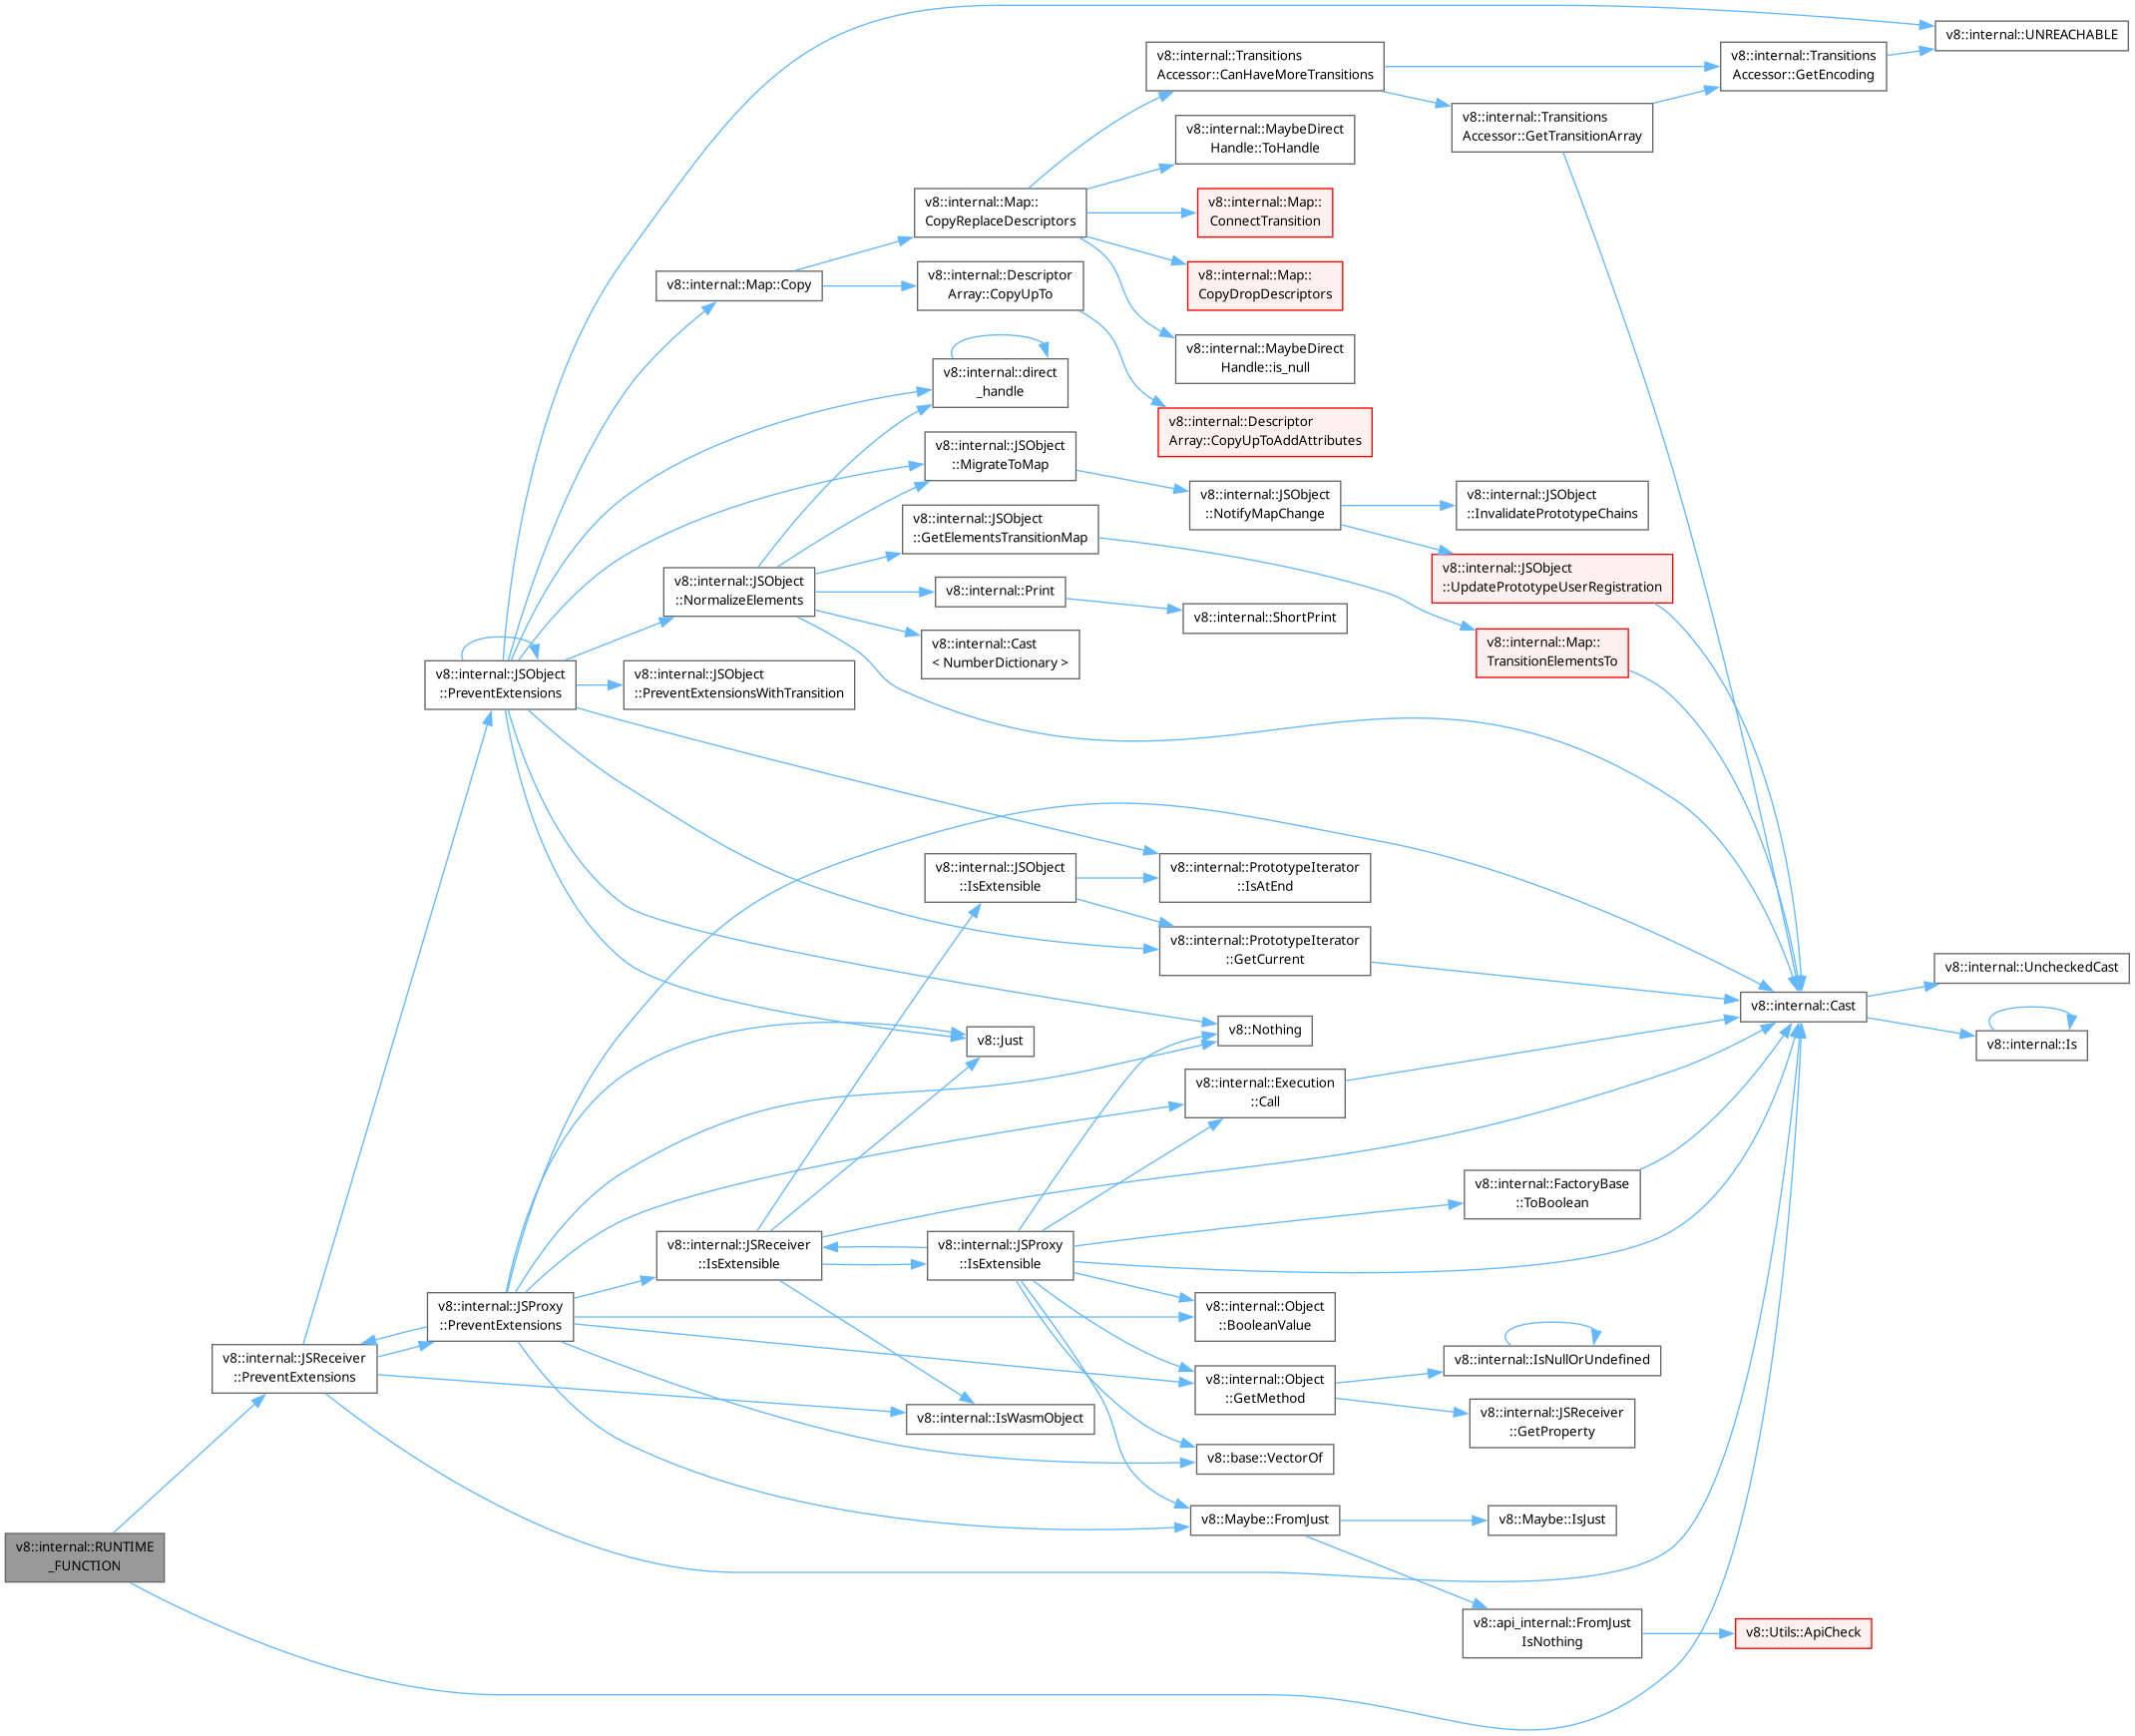 v8::internal::UNREACHABLE
v8::internal::Transitions
Accessor::CanHaveMoreTransitions
v8::internal::Transitions
Accessor::GetEncoding
v8::internal::Transitions
Accessor::GetTransitionArray
v8::internal::MaybeDirect
Handle::ToHandle
v8::internal::Map::
CopyReplaceDescriptors
v8::internal::Map::
ConnectTransition
v8::internal::Map::Copy
v8::internal::Descriptor
Array::CopyUpTo
v8::internal::Map::
CopyDropDescriptors
v8::internal::MaybeDirect
Handle::is_null
v8::internal::direct
_handle
v8::internal::Descriptor
Array::CopyUpToAddAttributes
v8::internal::JSObject
::MigrateToMap
v8::internal::JSObject
::NotifyMapChange
v8::internal::JSObject
::InvalidatePrototypeChains
v8::internal::JSObject
::GetElementsTransitionMap
v8::internal::JSObject
::UpdatePrototypeUserRegistration
v8::internal::JSObject
::NormalizeElements
v8::internal::Print
v8::internal::ShortPrint
v8::internal::Cast
< NumberDictionary >
v8::internal::Map::
TransitionElementsTo
v8::internal::JSObject
::PreventExtensions
v8::internal::JSObject
::PreventExtensionsWithTransition
v8::internal::JSObject
::IsExtensible
v8::internal::PrototypeIterator
::IsAtEnd
v8::internal::PrototypeIterator
::GetCurrent
v8::internal::UncheckedCast
v8::internal::Cast
v8::internal::Is
v8::Nothing
v8::Just
v8::internal::Execution
::Call
v8::internal::FactoryBase
::ToBoolean
v8::internal::JSReceiver
::IsExtensible
v8::internal::JSProxy
::IsExtensible
v8::internal::JSProxy
::PreventExtensions
v8::internal::Object
::BooleanValue
v8::internal::JSReceiver
::PreventExtensions
v8::internal::IsNullOrUndefined
v8::internal::Object
::GetMethod
v8::internal::IsWasmObject
v8::internal::JSReceiver
::GetProperty
v8::base::VectorOf
v8::Maybe::FromJust
v8::Maybe::IsJust
v8::internal::RUNTIME
_FUNCTION
v8::api_internal::FromJust
IsNothing
v8::Utils::ApiCheck